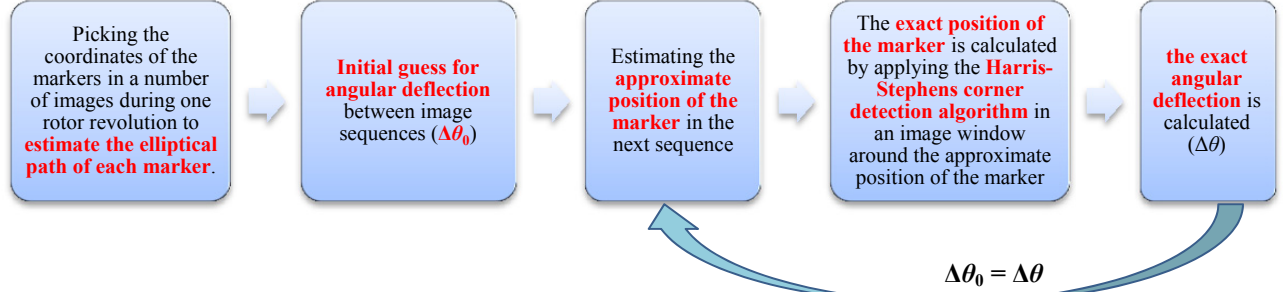 Picking the
coordinates of the
markers in a number
of images during one
rotor revolution to
estimate the elliptical
path of each marker.
Initial guess for
angular deflection
between image
sequences (Δθ₀)
Estimating the
approximate
position of the
marker in the
next sequence
The exact position of
the marker is calculated
by applying the Harris-
Stephens corner
detection algorithm in
an image window
around the approximate
position of the marker
the exact
angular
deflection is
calculated
(Δθ)
Δθ₀ = Δθ